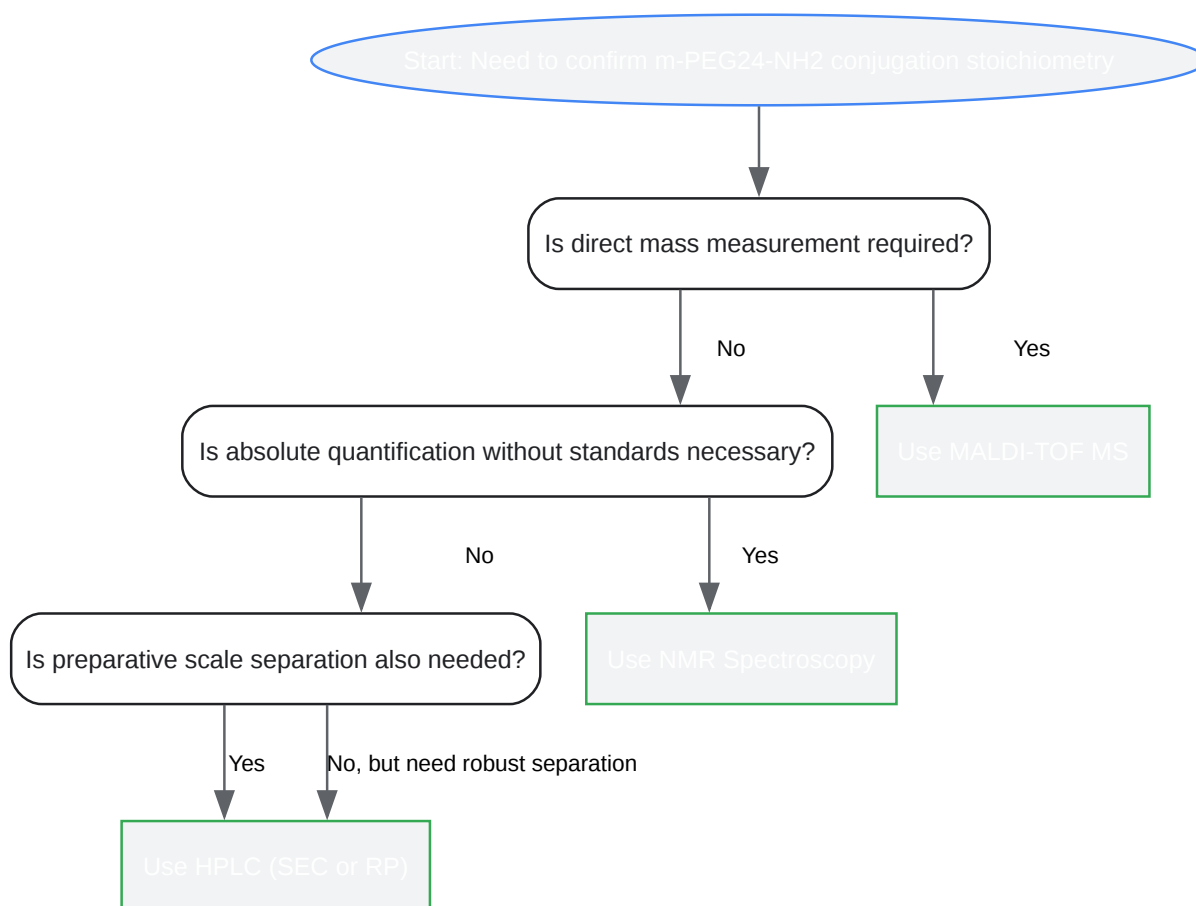 Start: Need to confirm m-PEG24-NH2 conjugation stoichiometry
Is direct mass measurement required?
No
Yes
Is absolute quantification without standards necessary?
Use MALDI-TOF MS
No
Yes
Is preparative scale separation also needed?
Use NMR Spectroscopy
Yes
No, but need robust separation
Use HPLC (SEC or RP)